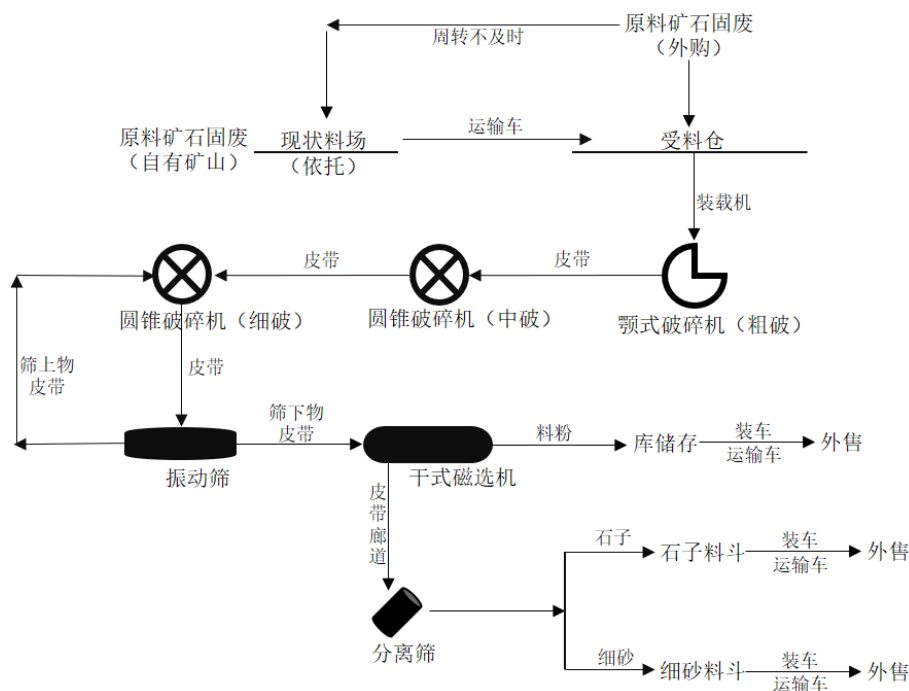 原料矿石固废
（外购）
周转不及时
原料矿石固废
（自有矿山）
现状料场
（依托）
运输车
受料仓
装载机
皮带
皮带
圆锥破碎机（细破）
圆锥破碎机（中破）
颚式破碎机（粗破）
筛上物
皮带
皮带
筛下物
皮带
料粉
库储存
装车
运输车
外售
振动筛
干式磁选机
皮
带
廊
道
石子
石子料斗
装车
运输车
外售
分离筛
细砂
细砂料斗
装车
运输车
外售